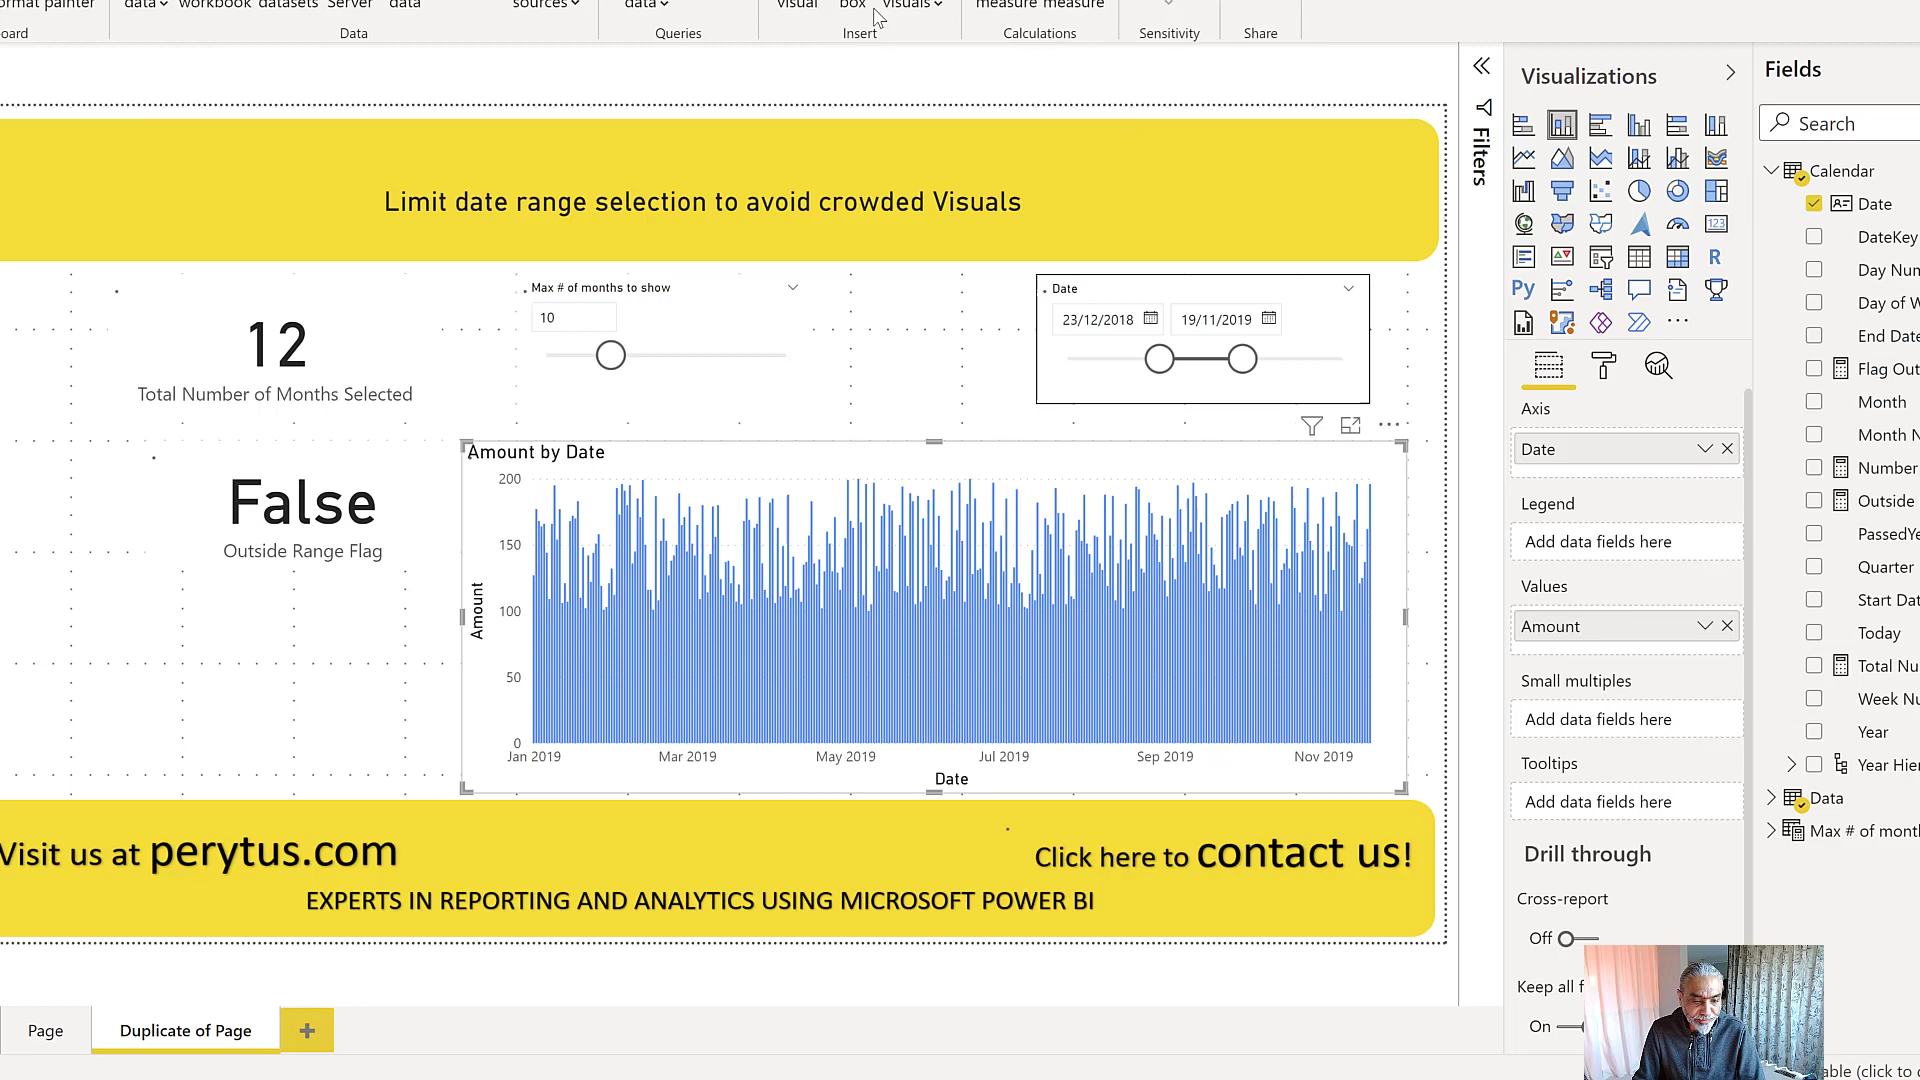 ormat painter
data
workbook datasets Server
data
sources
data
visual
box
visuals
measure measure
oard
Data
Queries
Insert
Calculations
Sensitivity
Share
Limit date range selection to avoid crowded Visuals
12
Total Number of Months Selected
Max # of months to show
10
Date
23/12/2018
19/11/2019
False
Outside Range Flag
Amount by Date
200
150
100
50
0
Amount
Jan 2019
Mar 2019
May 2019
Jul 2019
Sep 2019
Nov 2019
Date
Visit us at perytus.com
Click here to contact us!
EXPERTS IN REPORTING AND ANALYTICS USING MICROSOFT POWER BI
Page
Duplicate of Page
+
Filters
Visualizations
123
R
Py
Axis
Date
Legend
Add data fields here
Values
Amount
Small multiples
Add data fields here
Tooltips
Add data fields here
Drill through
Cross-report
Off
Keep all f
On
Fields
Search
Calendar
Date
DateKey
Day Num
Day of W
End Date
Flag Out
Month
Month N
Number
Outside
PassedYe
Quarter
Start Dat
Today
Total Nu
Week Nu
Year
Year Hier
Data
Max # of month
able (click to